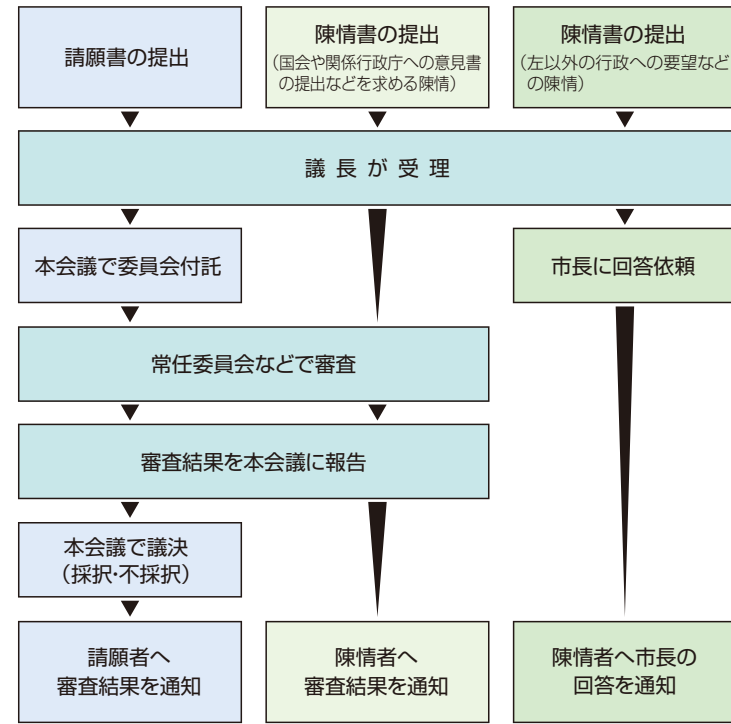 請願書の提出
陳情書の提出
（国会や関係行政庁への意見書
の提出などを求める陳情）
陳情書の提出
（左以外の行政への要望など
の陳情）
議長が受理
本会議で委員会付託
市長に回答依頼
常任委員会などで審査
審査結果を本会議に報告
本会議で議決
（採択・不採択）
請願者へ
審査結果を通知
陳情者へ
審査結果を通知
陳情者へ市長の
回答を通知